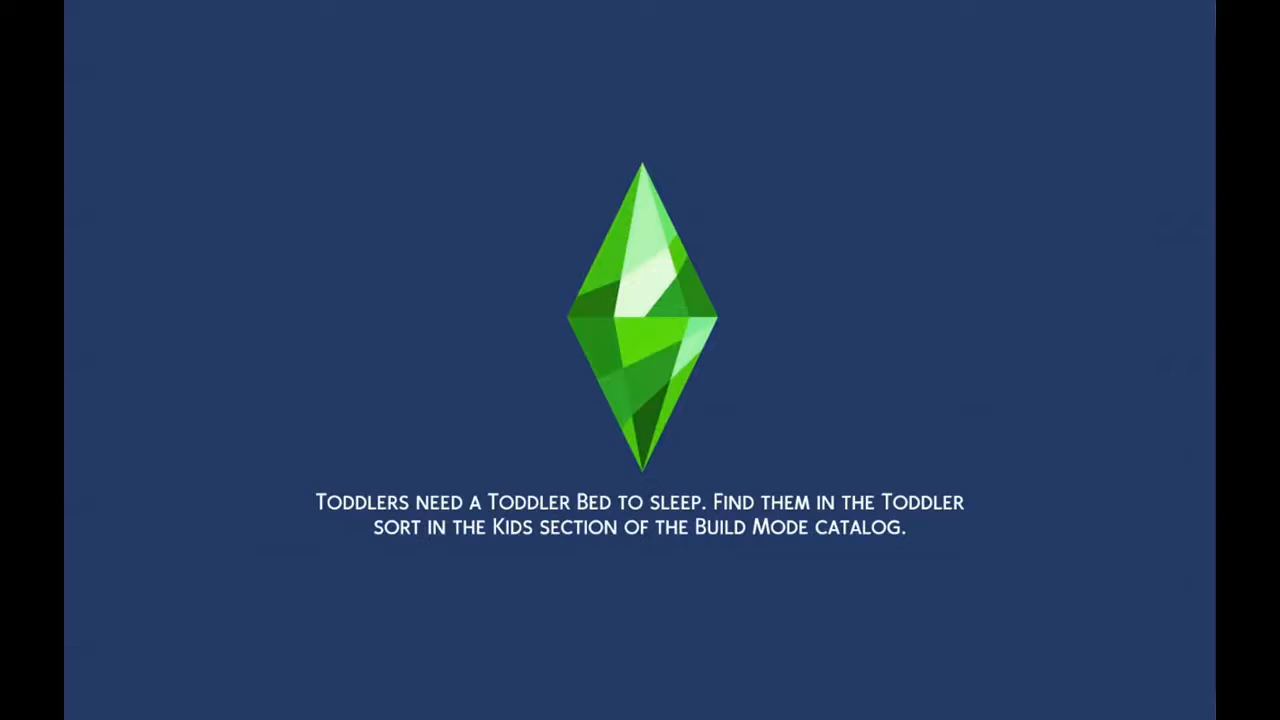 Toddlers need a Toddler Bed to sleep. Find them in the Toddler
sort in the Kids section of the Build Mode catalog.